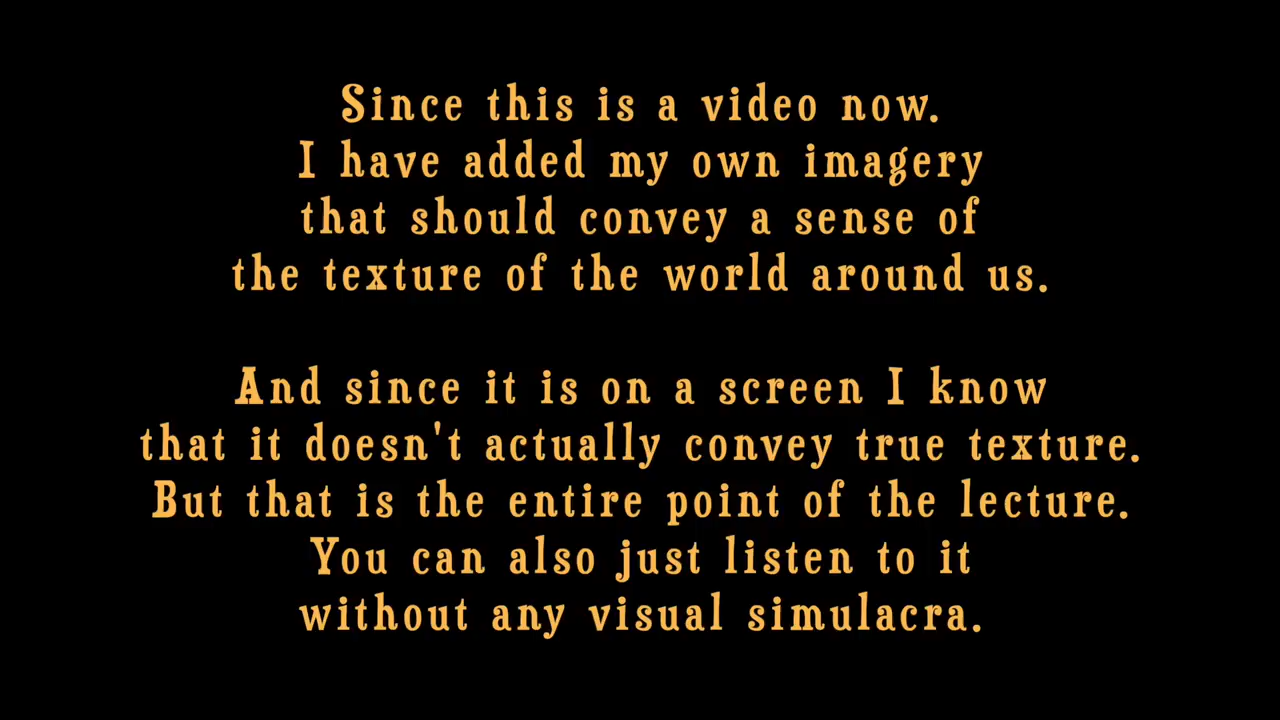 Since this is a video now.
I have added my own imagery
that should convey a sense of
the texture of the world around us.
And since it is on a screen I know
that it doesn't actually convey true texture.
But that is the entire point of the lecture.
You can also just listen to it
without any visual simulacra.